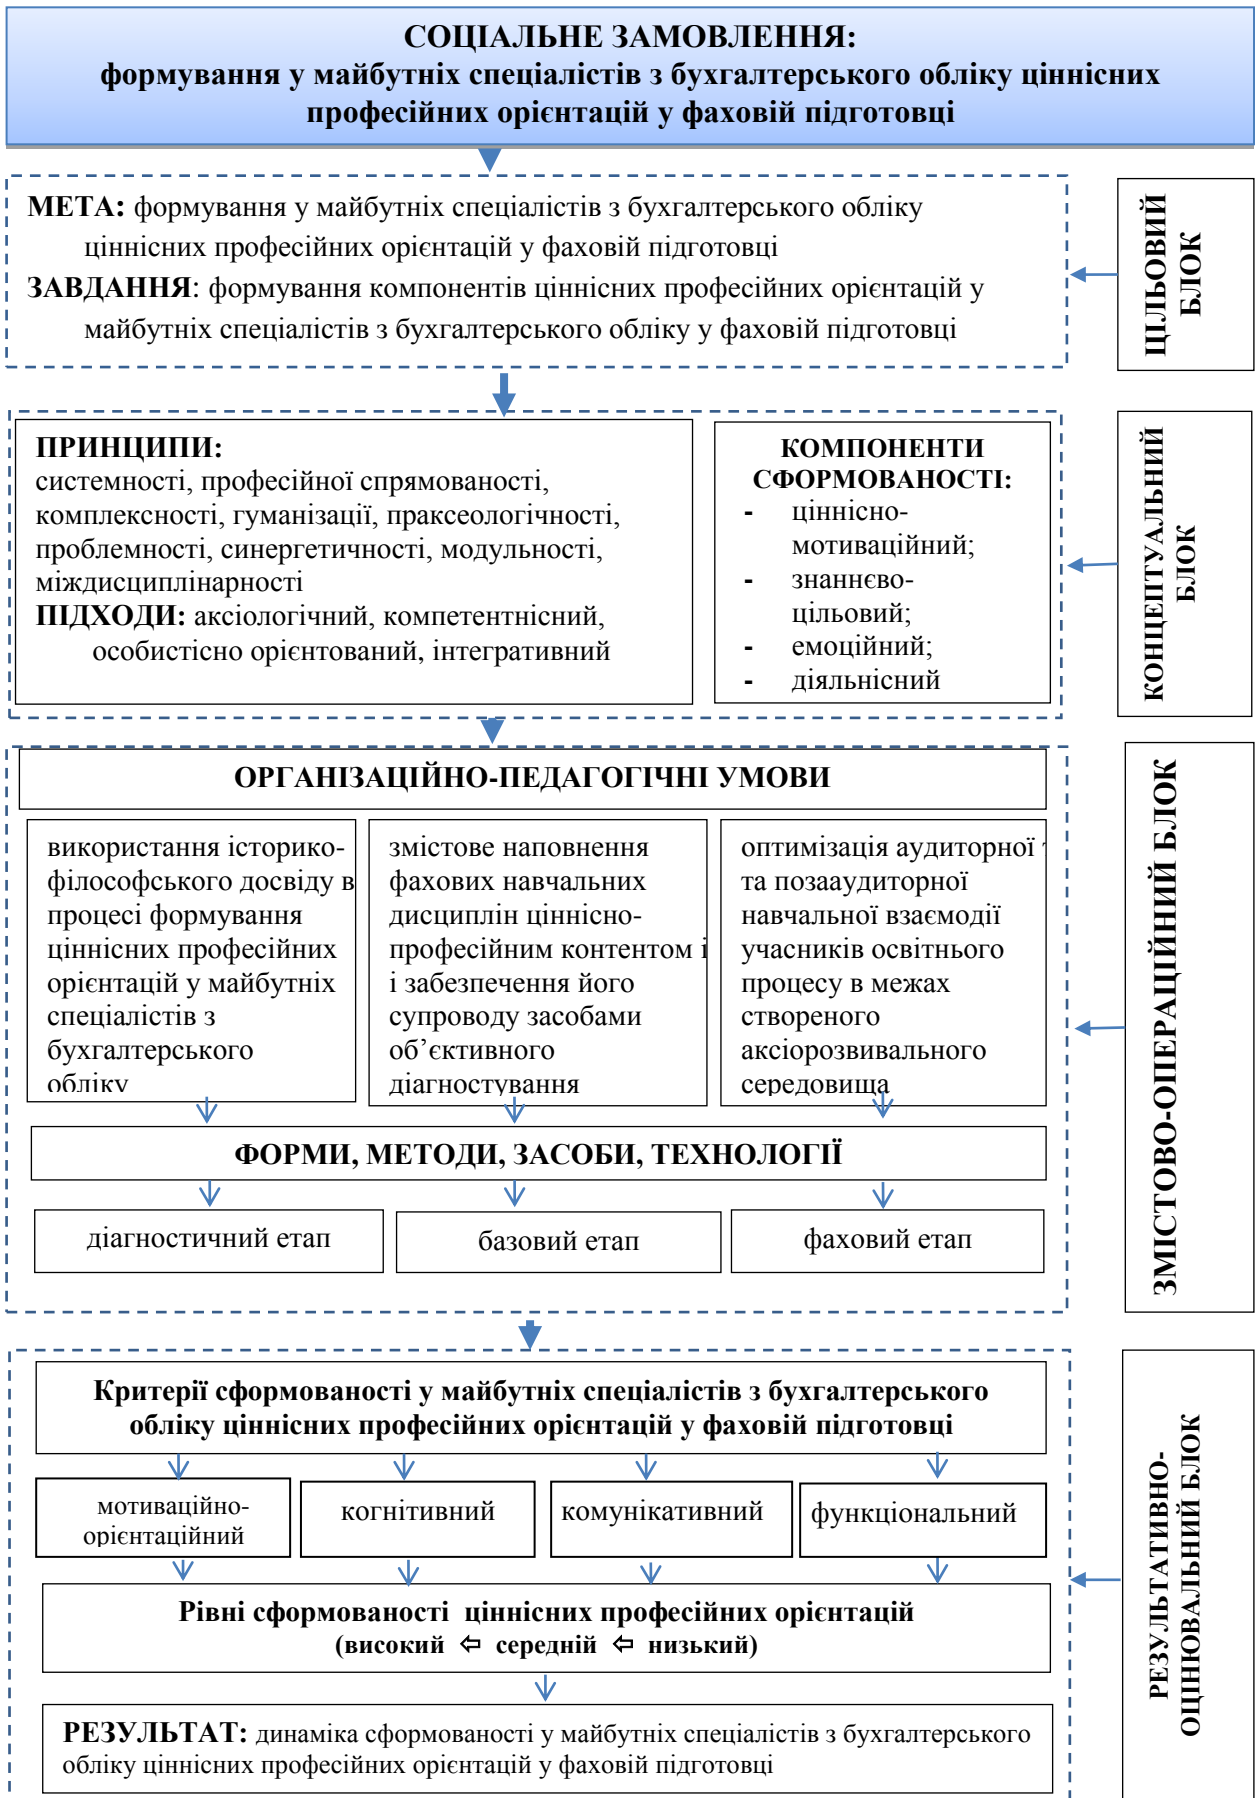 СОЦІАЛЬНЕ ЗАМОВЛЕННЯ:
формування у майбутніх спеціалістів з бухгалтерського обліку ціннісних
професійних орієнтацій у фаховій підготовці
МЕТА: формування у майбутніх спеціалістів з бухгалтерського обліку
ціннісних професійних орієнтацій у фаховій підготовці
ЗАВДАННЯ: формування компонентів ціннісних професійних орієнтацій у
майбутніх спеціалістів з бухгалтерського обліку у фаховій підготовці
ЦІЛЬОВИЙ
БЛОК
ПРИНЦИПИ:
системності, професійної спрямованості,
комплексності, гуманізації, праксеологічності,
проблемності, синергетичності, модульності,
міждисциплінарності
ПІДХОДИ: аксіологічний, компетентнісний,
особистісно орієнтований, інтегративний
КОМПОНЕНТИ
СФОРМОВАНОСТІ:
- ціннісно-
мотиваційний;
- знаннєво-
цільовий;
- емоційний;
- діяльнісний
КОНЦЕПТУАЛЬНИЙ
БЛОК
ОРГАНІЗАЦІЙНО-ПЕДАГОГІЧНІ УМОВИ
використання історико-
філософського досвіду в
процесі формування
ціннісних професійних
орієнтацій у майбутніх
спеціалістів з
бухгалтерського
обліку
змістове наповнення
фахових навчальних
дисциплін ціннісно-
професійним контентом і
і забезпечення його
супроводу засобами
об’єктивного
діагностування
оптимізація аудиторної т
та позааудиторної
навчальної взаємодії
учасників освітнього
процесу в межах
створеного
аксіорозвивального
середовища
ФОРМИ, МЕТОДИ, ЗАСОБИ, ТЕХНОЛОГІЇ
діагностичний етап
базовий етап
фаховий етап
ЗМІСТОВО-ОПЕРАЦІЙНИЙ БЛОК
Критерії сформованості у майбутніх спеціалістів з бухгалтерського
обліку ціннісних професійних орієнтацій у фаховій підготовці
мотиваційно-
орієнтаційний
когнітивний
комунікативний
функціональний
Рівні сформованості ціннісних професійних орієнтацій
(високий ⇦ середній ⇦ низький)
РЕЗУЛЬТАТ: динаміка сформованості у майбутніх спеціалістів з бухгалтерського
обліку ціннісних професійних орієнтацій у фаховій підготовці
РЕЗУЛЬТАТИВНО-
ОЦІНЮВАЛЬНИЙ БЛОК